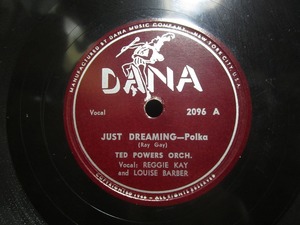 MANUFACTURED BY DANA MUSIC COMPANY NEW YORK CITY, U.S.A.
DANA
Vocal 2096 A
JUST DREAMING—Polka
(Ray Gay)
TED POWERS ORCH.
Vocal: REGGIE KAY
and LOUISE BARBER